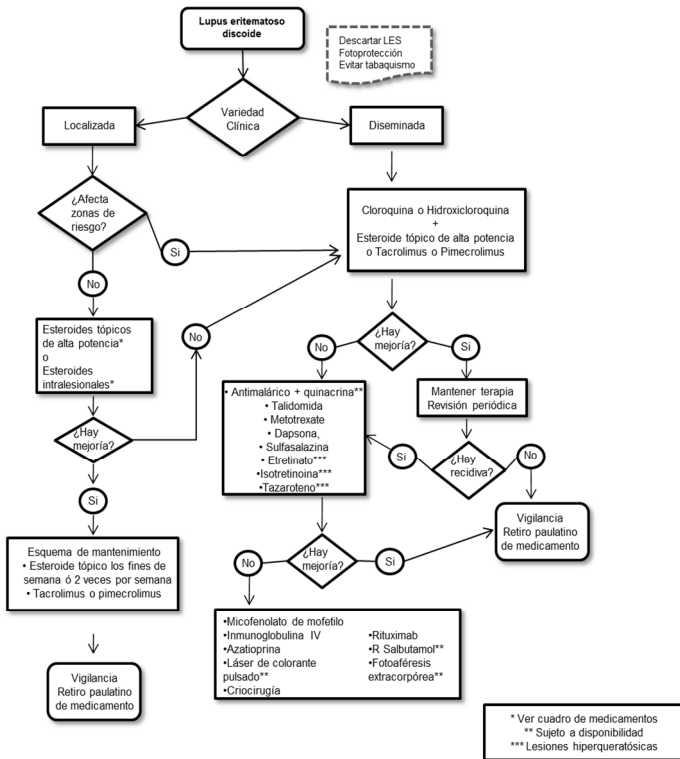 Lupus eritematoso
discoide
Descartar LES
Fotoprotección
Evitar tabaquismo
Variedad
Clínica
Localizada
Diseminada
¿Afecta
zonas de
riesgo?
Si
No
Cloroquina o Hidroxicloroquina
+
Esteroide tópico de alta potencia
o Tacrolimus o Pimecrolimus
Esteroides tópicos
de alta potencia*
o
Esteroides
intralesionales*
No
¿Hay
mejoría?
Si
Esquema de mantenimiento
• Esteroide tópico los fines de
semana ó 2 veces por semana
• Tacrolimus o pimecrolimus
Vigilancia
Retiro paulatino
de medicamento
¿Hay
mejoría?
No
Si
• Antimalárico + quinacrina**
• Talidomida
• Metotrexate
• Dapsona,
• Sulfasalazina
• Etretinato***
•Isotretinoina***
•Tazaroteno***
Mantener terapia
Revisión periódica
Si
¿Hay
recidiva?
No
Vigilancia
Retiro paulatino
de medicamento
¿Hay
mejoría?
No
Si
•Micofenolato de mofetilo
•Inmunoglobulina IV
•Azatioprina
•Láser de colorante
pulsado**
•Criocirugía
•Rituximab
•R Salbutamol**
•Fotoaféresis
extracorpórea**
* Ver cuadro de medicamentos
** Sujeto a disponibilidad
*** Lesiones hiperqueratósicas